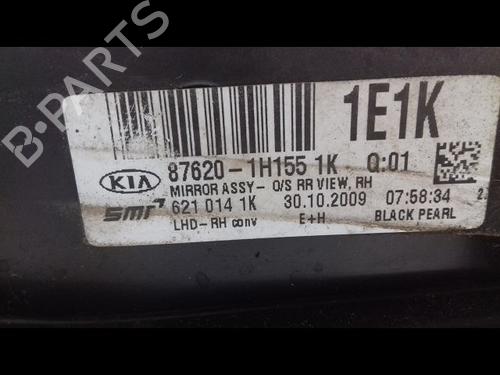 1E1K
87620-1H155 1K Q:01
KIA
MIRROR ASSY- O/S RR VIEW, RH
smr 621 014 1K 30.10.2009 07:58:34
LHD-RH conv E+H BLACK PEARL
B-PARTS